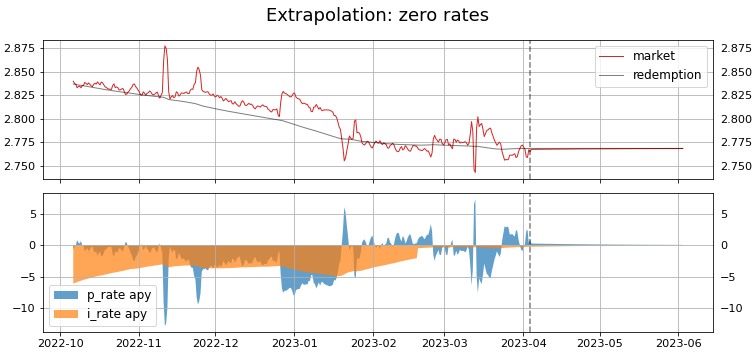 Extrapolation: zero rates
2.875 2.875
2.850 2.850
2.825 2.825
2.800 2.800
2.775 2.775
2.750 2.750
market
redemption
5 5
0 0
−5 −5
−10 −10
p_rate apy
i_rate apy
2022-10 2022-11 2022-12 2023-01 2023-02 2023-03 2023-04 2023-05 2023-06